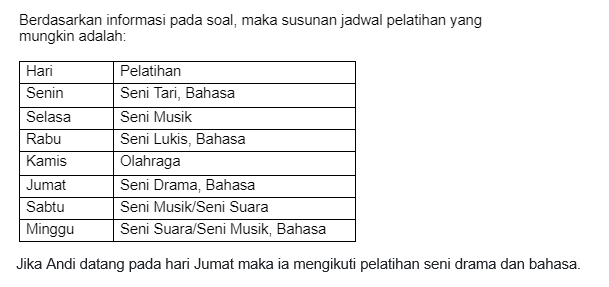 Berdasarkan informasi pada soal, maka susunan jadwal pelatihan yang
mungkin adalah:
Hari Pelatihan
Senin Seni Tari, Bahasa
Selasa Seni Musik
Rabu Seni Lukis, Bahasa
Kamis Olahraga
Jumat Seni Drama, Bahasa
Sabtu Seni Musik/Seni Suara
Minggu Seni Suara/Seni Musik, Bahasa
Jika Andi datang pada hari Jumat maka ia mengikuti pelatihan seni drama dan bahasa.